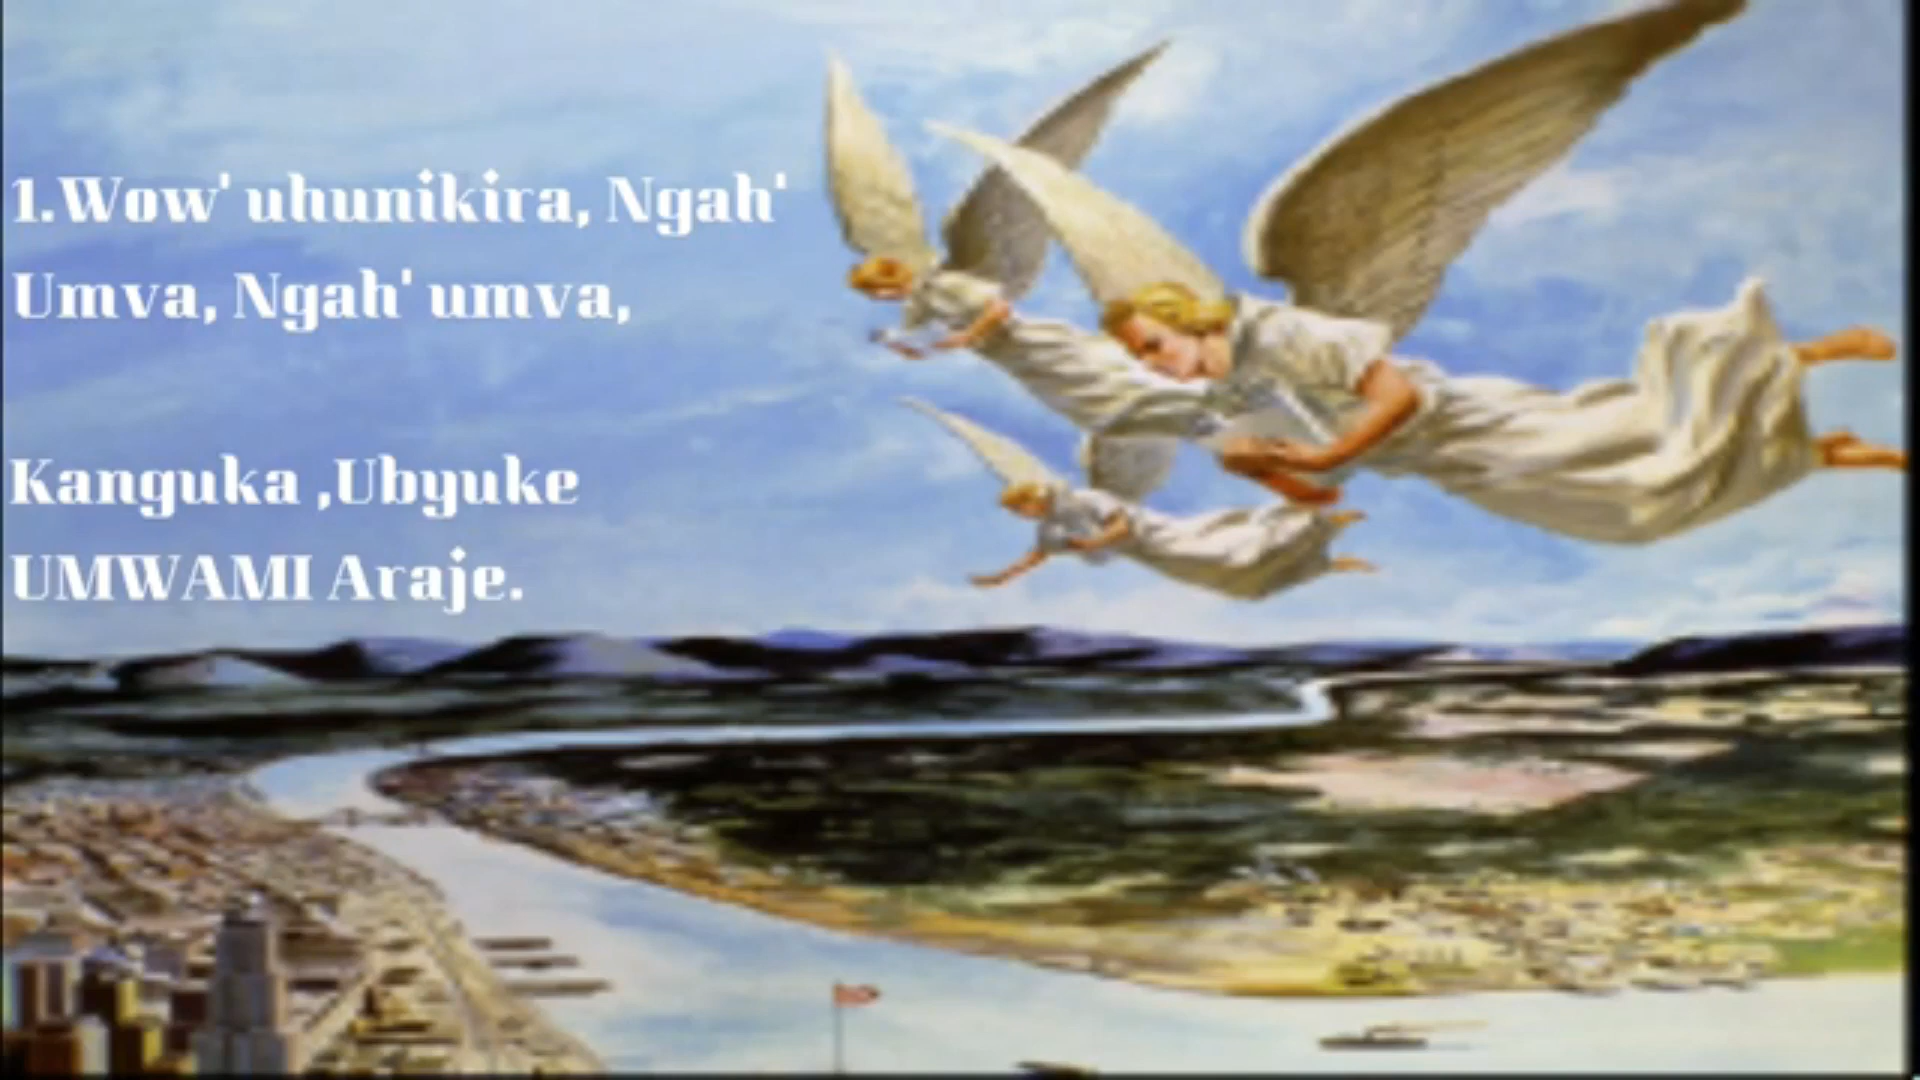 1.Wow' uhunikira, Ngah'
Umva, Ngah' umva,
Kanguka ,Ubyuke
UMWAMI Araje.